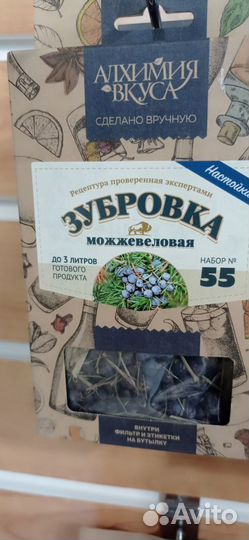 АЛХИМИЯ
ВКУСА
СДЕЛАНО ВРУЧНУЮ
Настойки
Рецептура проверенная экспертами
ЗУБРОВКА
можжевеловая
ДО 3 ЛИТРОВ
ГОТОВОГО
ПРОДУКТА
НАБОР №
55
ВНУТРИ
ФИЛЬТР И ЭТИКЕТКИ
НА БУТЫЛКУ
Avito